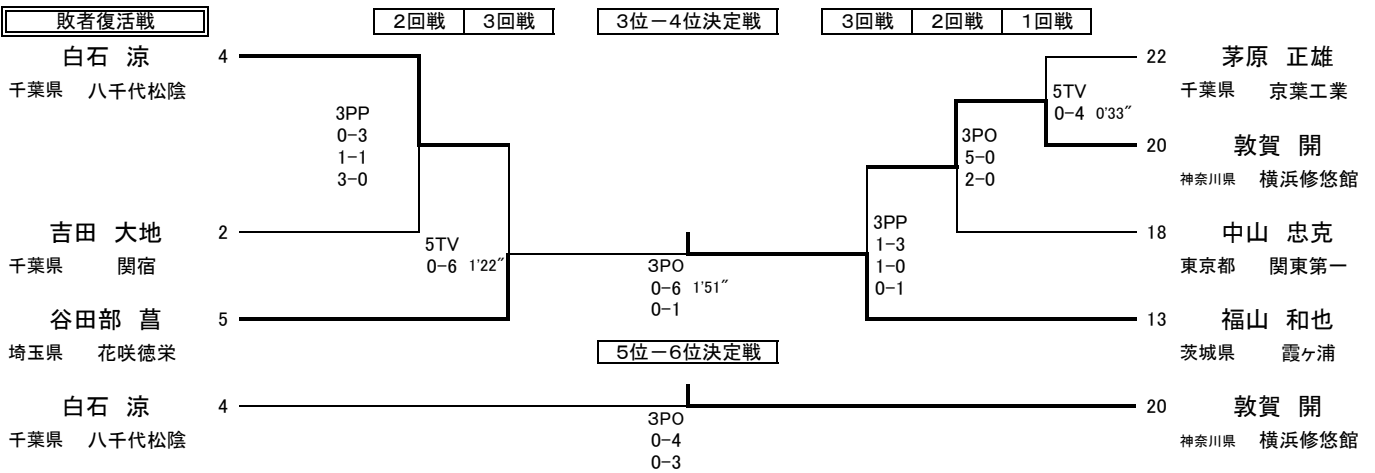 敗者復活戦 2回戦 3回戦 3位－4位決定戦 3回戦 2回戦 1回戦
白石 涼 4
千葉県 八千代松陰
3PP
0-3
1-1
3-0
吉田 大地 2
千葉県 関宿
5TV
0-6 1'22"
谷田部 菖 5
埼玉県 花咲徳栄
3PO
0-6 1'51"
0-1
22 茅原 正雄
千葉県 京葉工業
5TV
0-4 0'33"
20 敦賀 開
神奈川県 横浜修悠館
3PO
5-0
2-0
18 中山 忠克
東京都 関東第一
3PP
1-3
1-0
0-1
13 福山 和也
茨城県 霞ヶ浦
5位－6位決定戦
白石 涼 4
千葉県 八千代松陰
3PO
0-4
0-3
20 敦賀 開
神奈川県 横浜修悠館